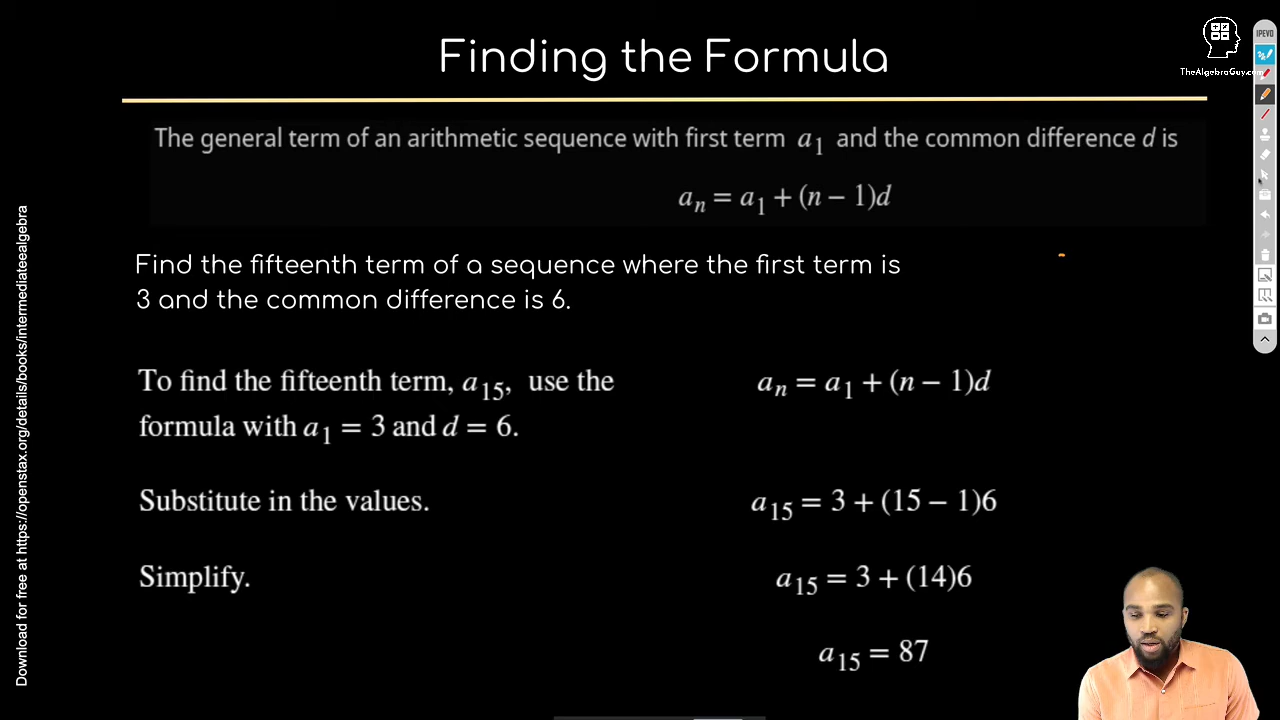 Finding the Formula
TheAlgebraGuy.com
IPEVO
The general term of an arithmetic sequence with first term a₁ and the common difference d is
aₙ = a₁ + (n − 1)d
Find the fifteenth term of a sequence where the first term is
3 and the common difference is 6.
To find the fifteenth term, a₁₅, use the
formula with a₁ = 3 and d = 6.
aₙ = a₁ + (n − 1)d
Substitute in the values.
a₁₅ = 3 + (15 − 1)6
Simplify.
a₁₅ = 3 + (14)6
a₁₅ = 87
Download for free at https://openstax.org/details/books/intermediateealgebra